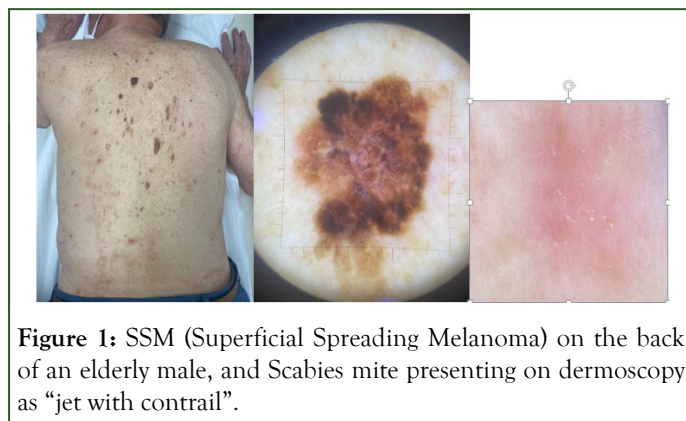 Figure 1: SSM (Superficial Spreading Melanoma) on the back
of an elderly male, and Scabies mite presenting on dermoscopy
as “jet with contrail”.